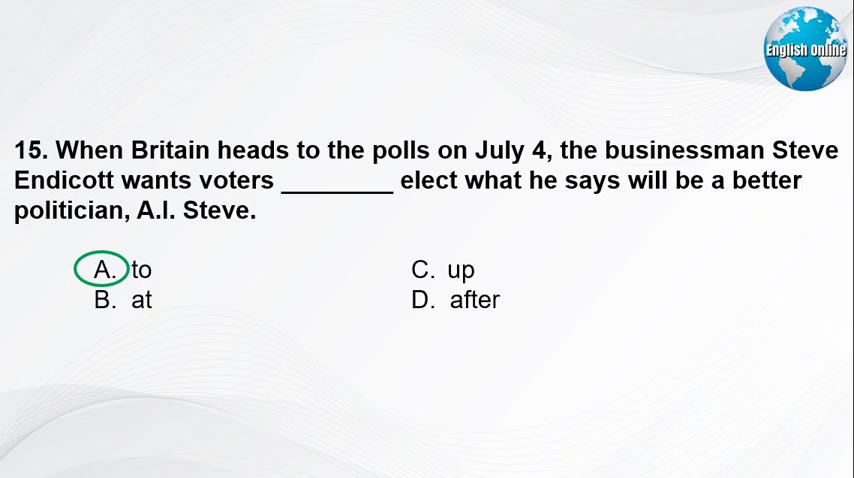 English Online
15. When Britain heads to the polls on July 4, the businessman Steve
Endicott wants voters ________ elect what he says will be a better
politician, A.I. Steve.
A. to
C. up
B. at
D. after